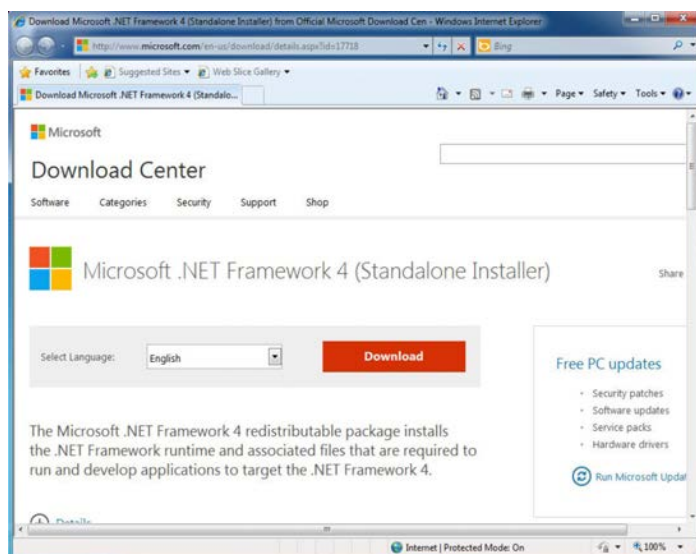 Download Microsoft .NET Framework 4 (Standalone Installer) from Official Microsoft Download Cen - Windows Internet Explorer
http://www.microsoft.com/en-us/download/details.aspx?id=17718
Bing
Favorites Suggested Sites Web Slice Gallery
Download Microsoft .NET Framework 4 (Standalo...
Page Safety Tools
Microsoft
Download Center
Software Categories Security Support Shop
Microsoft .NET Framework 4 (Standalone Installer)
Share
Select Language: English Download
Free PC updates
Security patches
Software updates
Service packs
Hardware drivers
Run Microsoft Updat
The Microsoft .NET Framework 4 redistributable package installs
the .NET Framework runtime and associated files that are required to
run and develop applications to target the .NET Framework 4.
Details
Internet | Protected Mode: On 100%